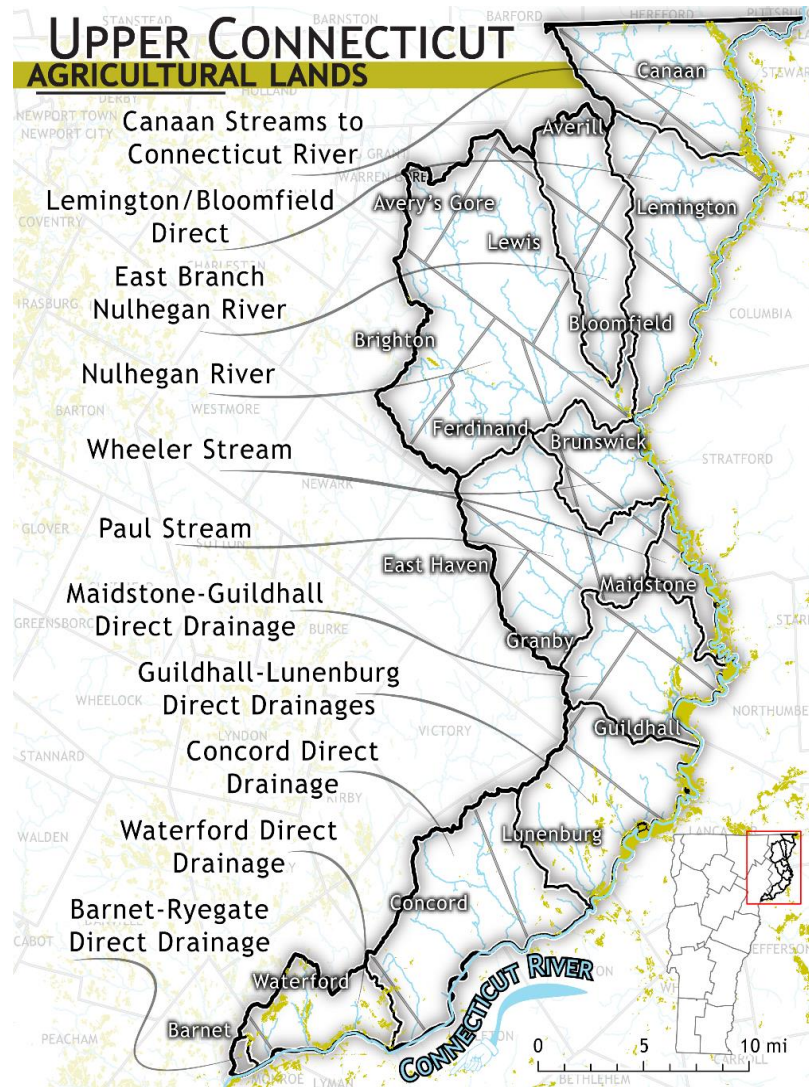 UPPER CONNECTICUT
AGRICULTURAL LANDS
Canaan Streams to
Connecticut River
Lemington/Bloomfield
Direct
East Branch
Nulhegan River
Nulhegan River
Wheeler Stream
Paul Stream
Maidstone-Guildhall
Direct Drainage
Guildhall-Lunenburg
Direct Drainages
Concord Direct
Drainage
Waterford Direct
Drainage
Barnet-Ryegate
Direct Drainage
Canaan
Averill
Avery's Gore
Lewis
Lemington
Bloomfield
Brighton
Ferdinand
Brunswick
East Haven
Maidstone
Granby
Guildhall
Lunenburg
Concord
Waterford
Barnet
CONNECTICUT RIVER
0 5 10 mi
STANSTEAD
BARNSTON
BARFORD
HEREFORD
DERBY
HOLLAND
NEWPORT TOWN
NEWPORT CITY
COVENTRY
CHARLESTON
IRASBURG
COLUMBIA
BARTON
WESTMORE
NEWARK
STRATFORD
GLOVER
SUTTON
BURKE
WHEELOCK
LYNDON
VICTORY
STANNARD
KIRBY
WALDEN
CABOT
PEACHAM
MONROE
LYMAN
BETHLEHEM
CARROLL